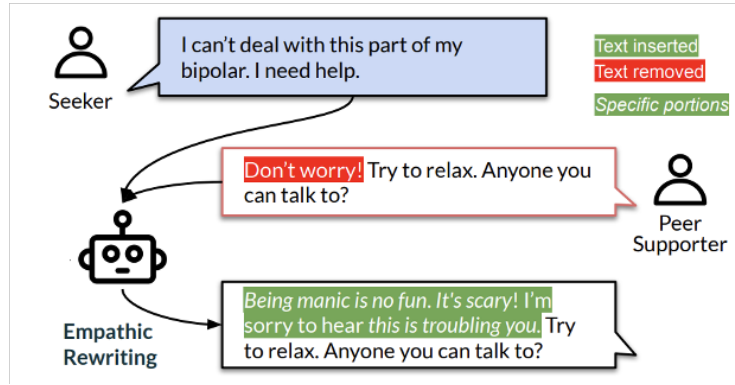 I can't deal with this part of my
bipolar. I need help.
Seeker
Text inserted
Text removed
Specific portions
Don't worry! Try to relax. Anyone you
can talk to?
Peer
Supporter
Being manic is no fun. It's scary! I'm
sorry to hear this is troubling you. Try
to relax. Anyone you can talk to?
Empathic
Rewriting